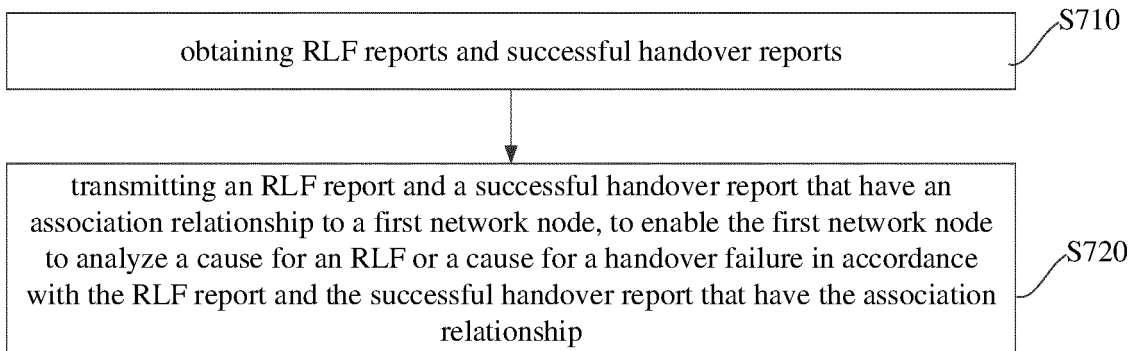 S710
obtaining RLF reports and successful handover reports
transmitting an RLF report and a successful handover report that have an
association relationship to a first network node, to enable the first network node
to analyze a cause for an RLF or a cause for a handover failure in accordance
with the RLF report and the successful handover report that have the association
relationship
S720